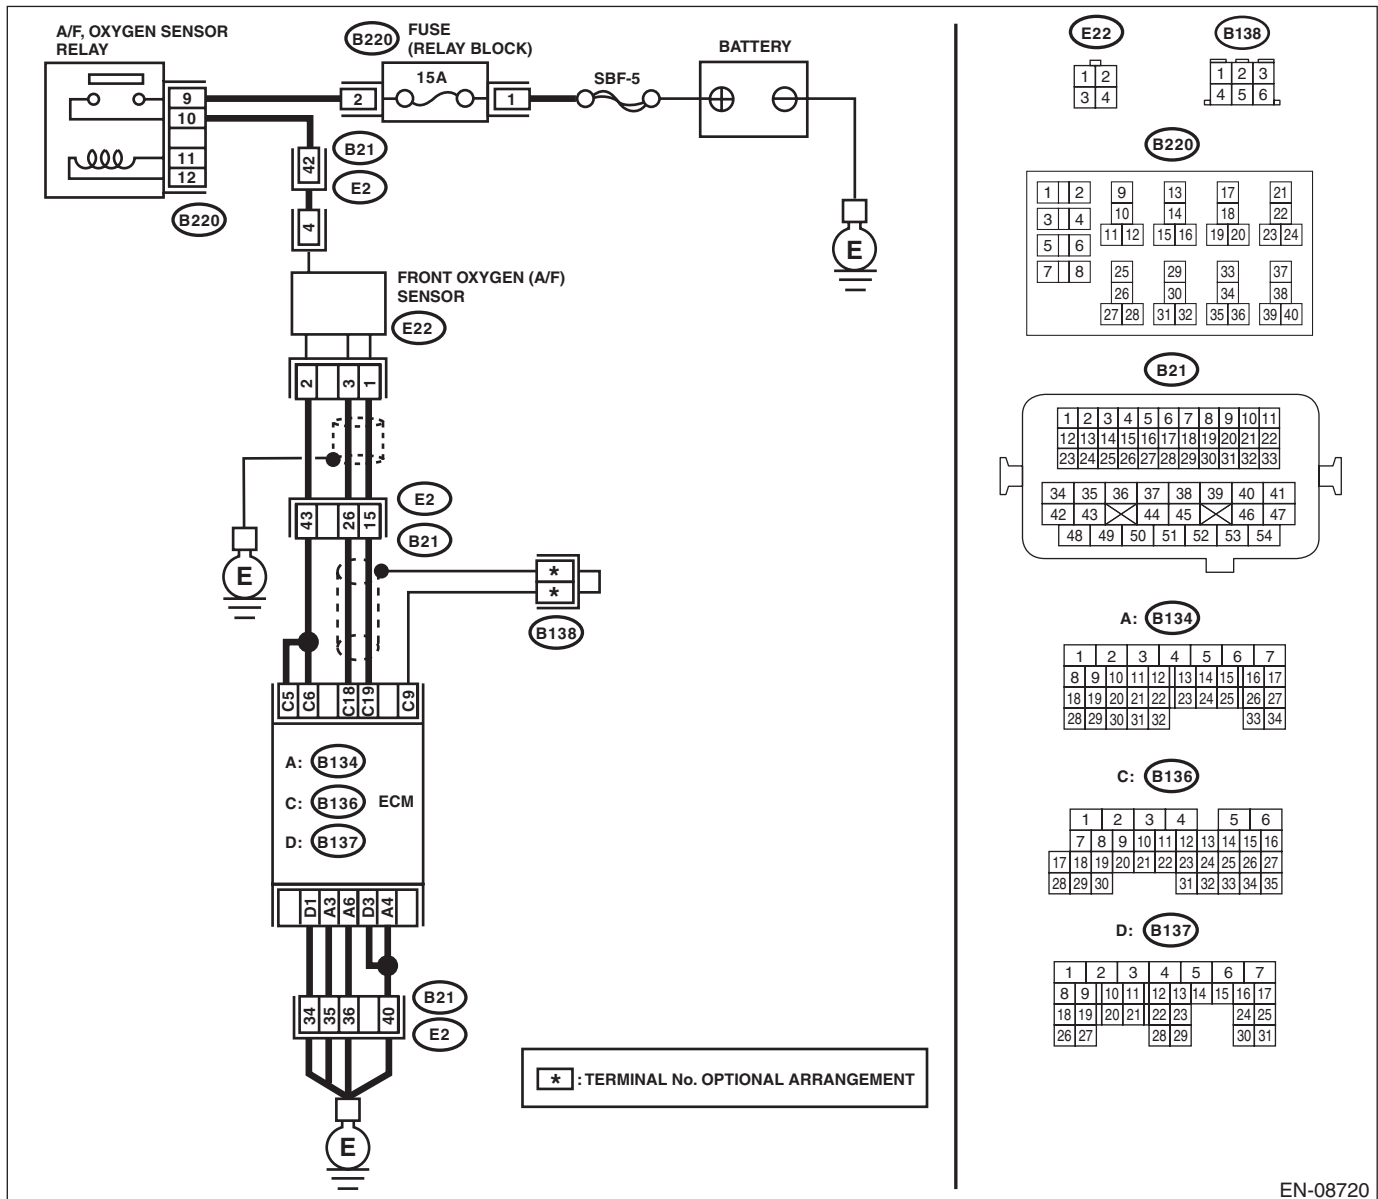 A/F, OXYGEN SENSOR
RELAY
9
10
11
12
B220
B220
FUSE
(RELAY BLOCK)
15A
2
1
SBF-5
BATTERY
E
42
B21
E2
4
FRONT OXYGEN (A/F)
SENSOR
E22
2 3 1
E
43 26 15
E2
B21
*
*
B138
C5 C6 C18 C19 C9
A: B134
C: B136 ECM
D: B137
D1 A3 A6 D3 A4
34 35 36 40
B21
E2
E
* : TERMINAL No. OPTIONAL ARRANGEMENT
E22
1 2
3 4
B138
1 2 3
4 5 6
B220
1 2 9 13 17 21
3 4 10 14 18 22
5 6 11 12 15 16 19 20 23 24
7 8 25 29 33 37
26 30 34 38
27 28 31 32 35 36 39 40
B21
1 2 3 4 5 6 7 8 9 10 11
12 13 14 15 16 17 18 19 20 21 22
23 24 25 26 27 28 29 30 31 32 33
34 35 36 37 38 39 40 41
42 43 44 45 46 47
48 49 50 51 52 53 54
A: B134
1 2 3 4 5 6 7
8 9 10 11 12 13 14 15 16 17
18 19 20 21 22 23 24 25 26 27
28 29 30 31 32 33 34
C: B136
1 2 3 4 5 6
7 8 9 10 11 12 13 14 15 16
17 18 19 20 21 22 23 24 25 26 27
28 29 30 31 32 33 34 35
D: B137
1 2 3 4 5 6 7
8 9 10 11 12 13 14 15 16 17
18 19 20 21 22 23 24 25
26 27 28 29 30 31
EN-08720